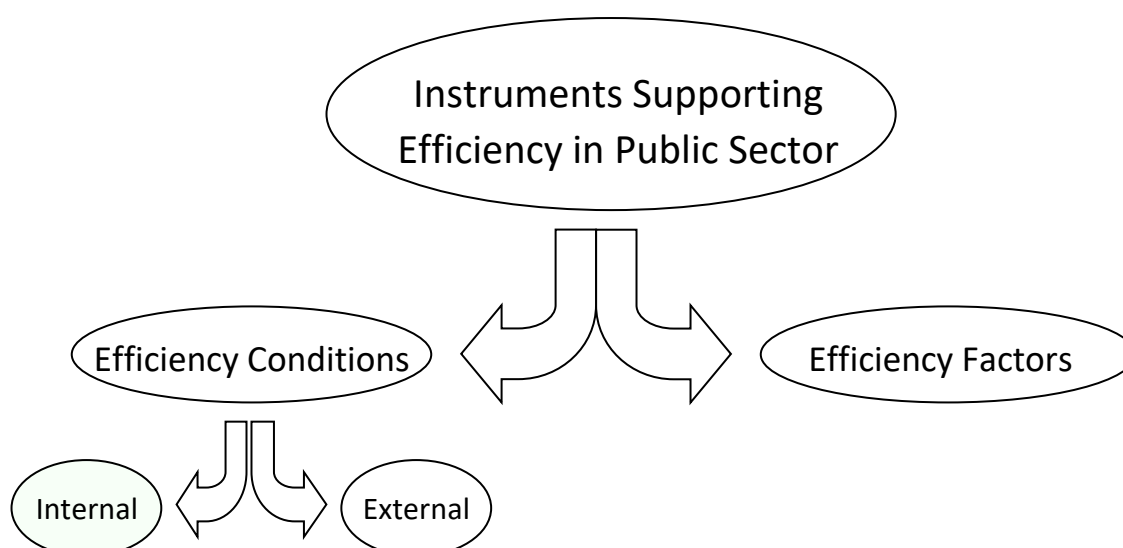 Instruments Supporting
Efficiency in Public Sector
Efficiency Conditions
Efficiency Factors
Internal
External